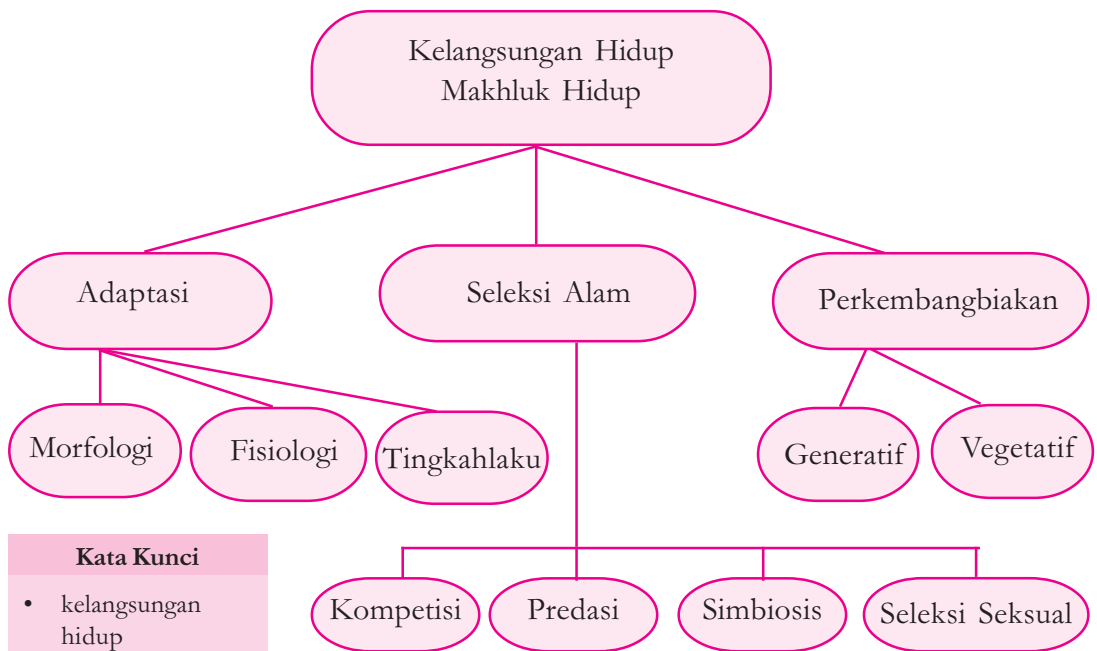 Kelangsungan Hidup
Makhluk Hidup
Adaptasi
Seleksi Alam
Perkembangbiakan
Morfologi
Fisiologi
Tingkahlaku
Generatif
Vegetatif
Kata Kunci
• kelangsungan
hidup
Kompetisi
Predasi
Simbiosis
Seleksi Seksual